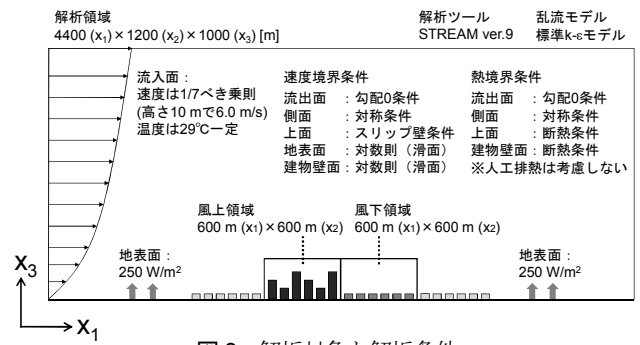 解析領域
4400 (x₁)×1200 (x₂)×1000 (x₃) [m]
解析ツール
STREAM ver.9
乱流モデル
標準k-εモデル
流入面：
速度は1/7べき乗則
(高さ10 mで6.0 m/s)
温度は29℃一定
速度境界条件
流出面　：勾配0条件
側面　　：対称条件
上面　　：スリップ壁条件
地表面　：対数則（滑面）
建物壁面：対数則（滑面）
熱境界条件
流出面　：勾配0条件
側面　　：対称条件
上面　　：断熱条件
建物壁面：断熱条件
※人工排熱は考慮しない
風上領域
600 m (x₁)×600 m (x₂)
風下領域
600 m (x₁)×600 m (x₂)
地表面：
250 W/m²
地表面：
250 W/m²
X₃
X₁